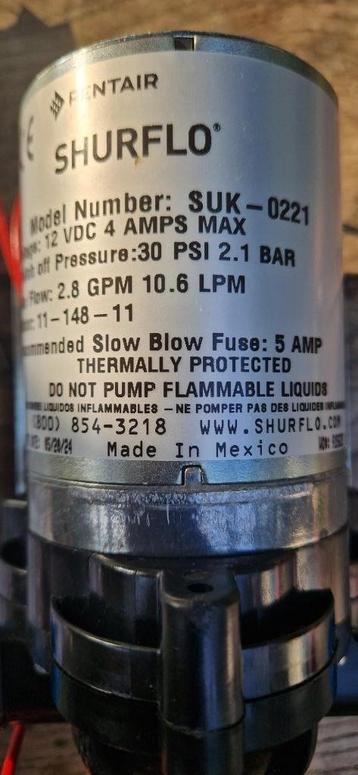 PENTAIR
CE
SHURFLO®
Model Number: SUK-0221
12 VDC 4 AMPS MAX
off Pressure:30 PSI 2.1 BAR
Flow: 2.8 GPM 10.6 LPM
11-148-11
Slow Blow Fuse: 5 AMP
THERMALLY PROTECTED
DO NOT PUMP FLAMMABLE LIQUIDS
LIQUIDOS INFLAMMABLES – NE POMPER PAS DES LIQUIDES
(800) 854-3218 WWW.SHURFLO.COM
05/20/24 Made In Mexico